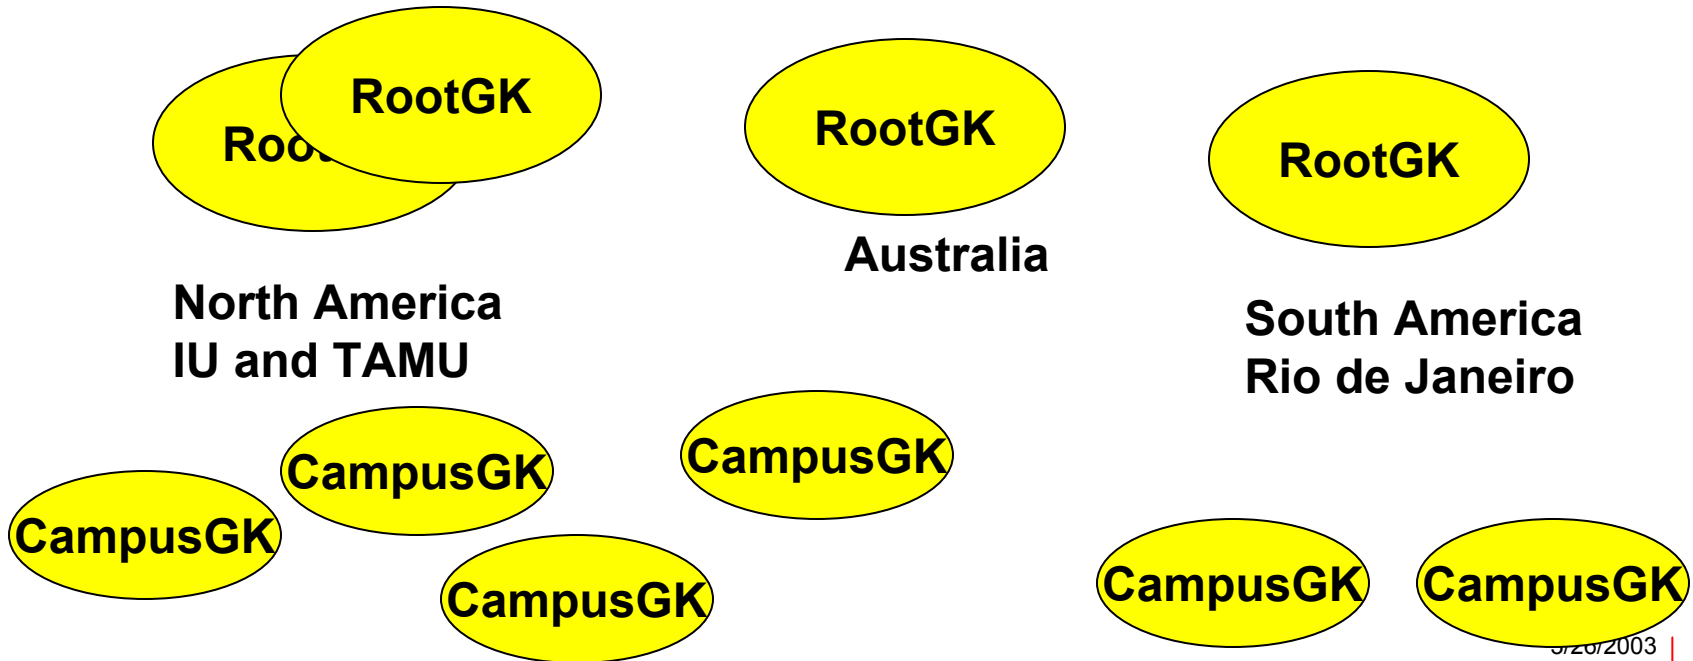 RootGK
RootGK
RootGK
Australia
North America
IU and TAMU
South America
Rio de Janeiro
CampusGK
CampusGK
CampusGK
CampusGK
CampusGK
CampusGK